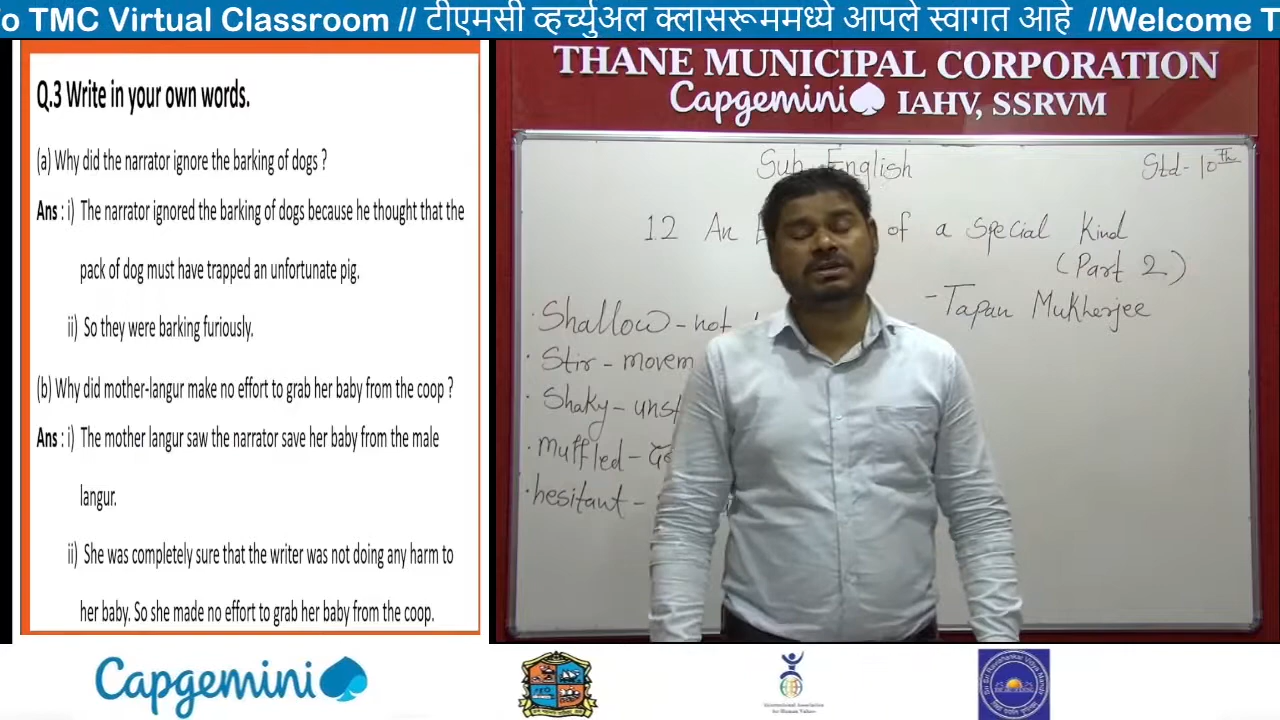 o TMC Virtual Classroom // टीएमसी व्हर्च्युअल क्लासरूममध्ये आपले स्वागत आहे //Welcome T
Q.3 Write in your own words.
(a) Why did the narrator ignore the barking of dogs ?
Ans : i) The narrator ignored the barking of dogs because he thought that the
pack of dog must have trapped an unfortunate pig.
ii) So they were barking furiously.
(b) Why did mother-langur make no effort to grab her baby from the coop ?
Ans : i) The mother langur saw the narrator save her baby from the male
langur.
ii) She was completely sure that the writer was not doing any harm to
her baby. So she made no effort to grab her baby from the coop.
THANE MUNICIPAL CORPORATION
Capgemini IAHV, SSRVM
Sub - English
Std - 10th
12 An of a special Kind
(Part 2)
- Tapan Mukherjee
· Shallow - not
· Stir - movem
· Shaky - unst
· muffled -
· hesitant -
Capgemini